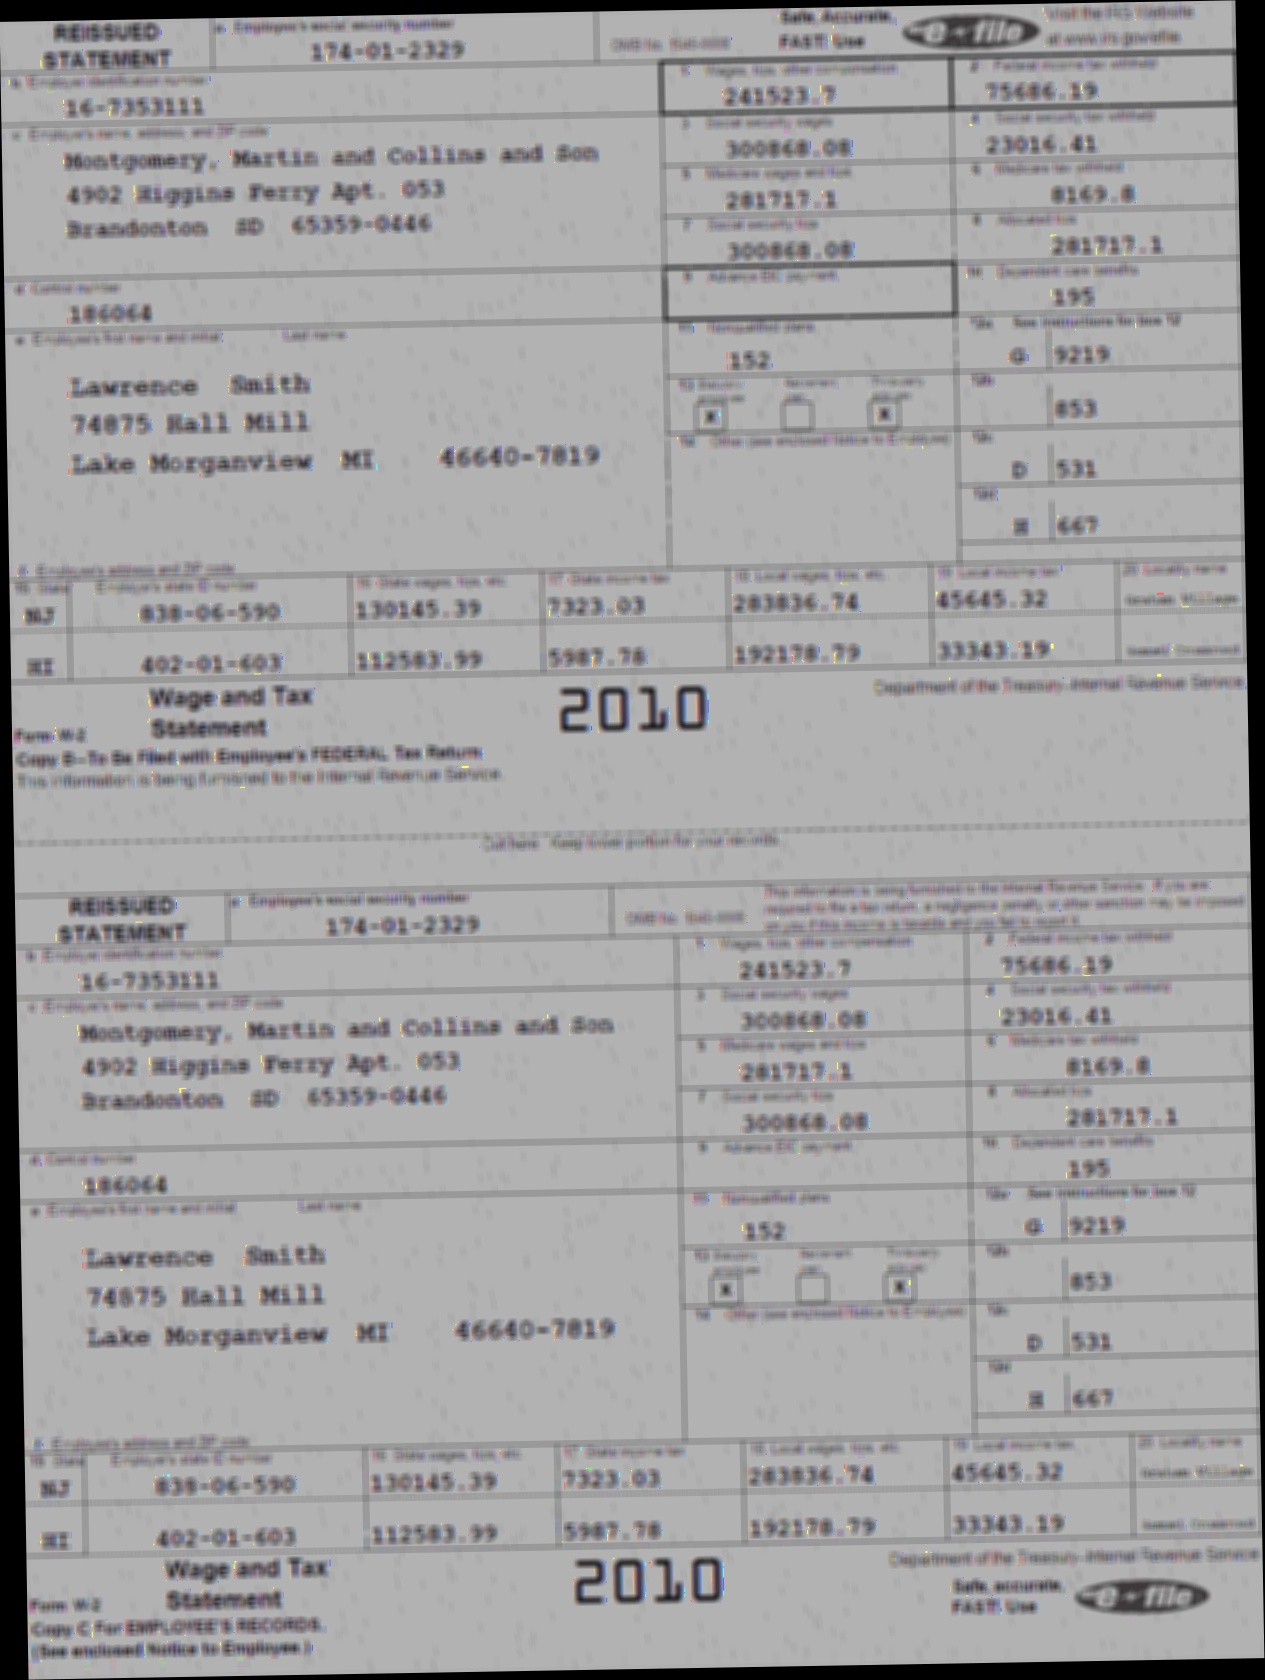 REISSUED STATEMENT
a Employee's social security number
174-01-2329
OMB No.
Safe, Accurate, FAST! Use
e-file
Visit the IRS Website at www.irs.gov/efile
b Employer identification number
16-7353111
1 Wages, tips, other compensation
241523.7
2 Federal income tax withheld
75686.19
c Employer's name, address, and ZIP code
Montgomery, Martin and Collins and Son
4902 Higgins Ferry Apt. 053
Brandonton SD 65359-0446
3 Social security wages
300868.08
4 Social security tax withheld
23016.41
5 Medicare wages and tips
281717.1
6 Medicare tax withheld
8169.8
7 Social security tips
300868.08
8 Allocated tips
281717.1
d Control number
186064
9 Advance EIC payment
10 Dependent care benefits
195
e Employee's first name and initial Last name
Lawrence Smith
74875 Hall Mill
Lake Morganview MI 46640-7819
11 Nonqualified plans
152
12a See instructions for box 12
G 9219
13 Statutory employee Retirement plan Third-party sick pay
X X
12b
853
14 Other (see enclosed Notice to Employee)
12c
D 531
12d
H 667
f Employee's address and ZIP code
15 State Employer's state ID number 16 State wages, tips, etc. 17 State income tax 18 Local wages, tips, etc. 19 Local income tax 20 Locality name
NJ 838-06-590 130145.39 7323.03 283836.74 45645.32 Village
402-01-603 112583.99 5987.78 192178.79 33343.19
Form W-2
Wage and Tax Statement
2010
Department of the Treasury-Internal Revenue Service
Copy B-To Be Filed with Employee's FEDERAL Tax Return
This information is being furnished to the Internal Revenue Service.
Cut here. Keep lower portion for your records.
REISSUED STATEMENT
a Employee's social security number
174-01-2329
OMB No.
This information is being furnished to the Internal Revenue Service. If you are
required to file a tax return, a negligence penalty or other sanction may be imposed
on you if this income is taxable and you fail to report it.
b Employer identification number
16-7353111
1 Wages, tips, other compensation
241523.7
2 Federal income tax withheld
75686.19
c Employer's name, address, and ZIP code
Montgomery, Martin and Collins and Son
4902 Higgins Ferry Apt. 053
Brandonton SD 65359-0446
3 Social security wages
300868.08
4 Social security tax withheld
23016.41
5 Medicare wages and tips
281717.1
6 Medicare tax withheld
8169.8
7 Social security tips
300868.08
8 Allocated tips
281717.1
d Control number
186064
9 Advance EIC payment
10 Dependent care benefits
195
e Employee's first name and initial Last name
Lawrence Smith
74875 Hall Mill
Lake Morganview MI 46640-7819
11 Nonqualified plans
152
12a See instructions for box 12
G 9219
13 Statutory employee Retirement plan Third-party sick pay
X X
12b
853
14 Other (see enclosed Notice to Employee)
12c
D 531
12d
H 667
f Employee's address and ZIP code
15 State Employer's state ID number 16 State wages, tips, etc. 17 State income tax 18 Local wages, tips, etc. 19 Local income tax 20 Locality name
NJ 838-06-590 130145.39 7323.03 283836.74 45645.32 Village
402-01-603 112583.99 5987.78 192178.79 33343.19
Form W-2
Wage and Tax Statement
2010
Department of the Treasury-Internal Revenue Service
Safe, accurate, FAST! Use
e-file
Copy C For EMPLOYEE'S RECORDS.
(See enclosed Notice to Employee.)